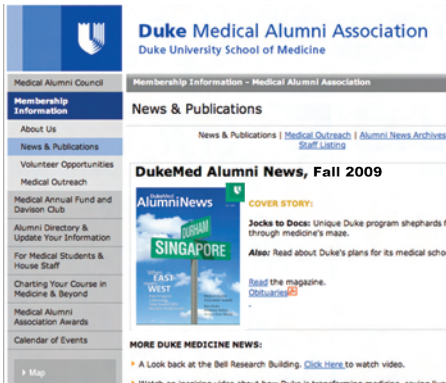 Duke Medical Alumni Association
Duke University School of Medicine
Medical Alumni Council
Membership Information
About Us
News & Publications
Volunteer Opportunities
Medical Outreach
Medical Annual Fund and
Davison Club
Alumni Directory &
Update Your Information
For Medical Students &
House Staff
Charting Your Course in
Medicine & Beyond
Medical Alumni
Association Awards
Calendar of Events
Map
Membership Information - Medical Alumni Association
News & Publications
News & Publications | Medical Outreach | Alumni News Archives
Staff Listing
DukeMed Alumni News, Fall 2009
DukeMed
AlumniNews
DURHAM
SINGAPORE
EAST
WEST
COVER STORY:
Jocks to Docs: Unique Duke program shephards
through medicine's maze.
Also: Read about Duke's plans for its medical scho
Read the magazine.
Obituaries
MORE DUKE MEDICINE NEWS:
A Look back at the Bell Research Building. Click Here to watch video.